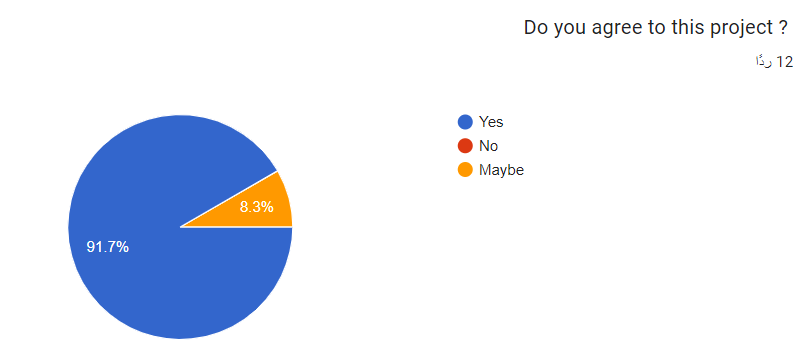 Do you agree to this project ?
12 ردًا
Yes
No
Maybe
8.3%
91.7%